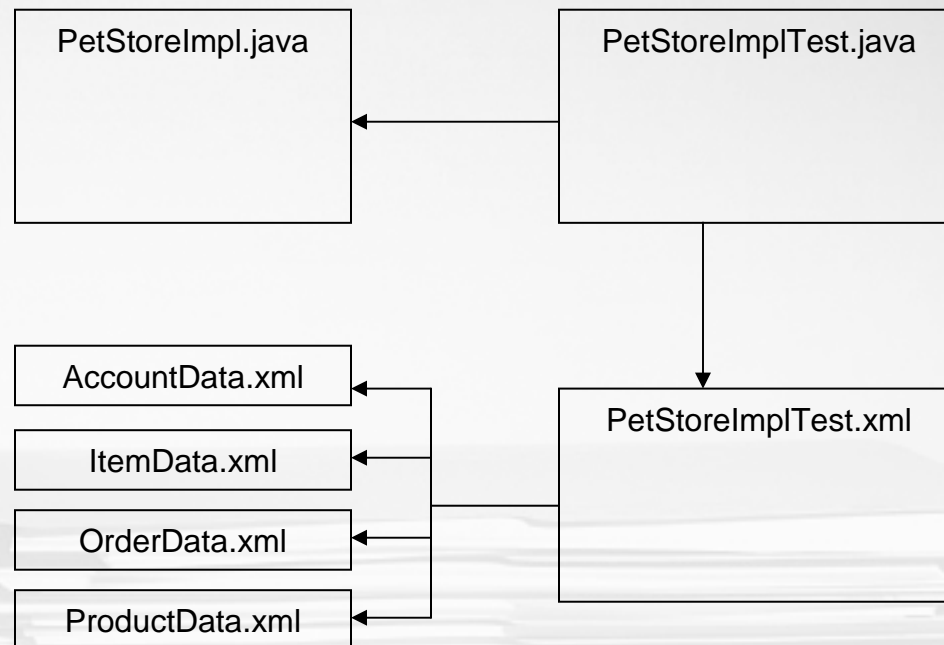 PetStoreImpl.java
PetStoreImplTest.java
AccountData.xml
PetStoreImplTest.xml
ItemData.xml
OrderData.xml
ProductData.xml